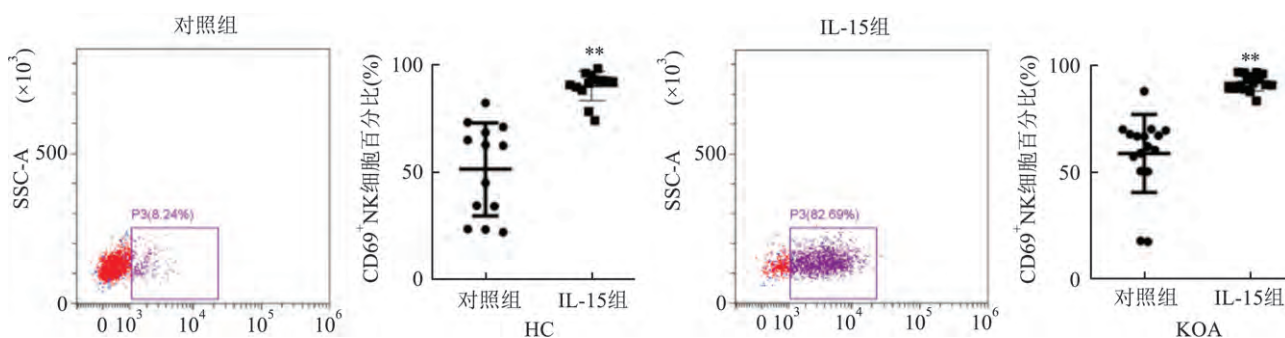 对照组
SSC-A (×10³)
500
0
P3(8.24%)
0 10³ 10⁴ 10⁵ 10⁶
CD69⁺NK细胞百分比(%)
100
50
0
**
对照组 IL-15组
HC
IL-15组
SSC-A (×10³)
500
0
P3(82.69%)
0 10³ 10⁴ 10⁵ 10⁶
CD69⁺NK细胞百分比(%)
100
50
0
**
对照组 IL-15组
KOA